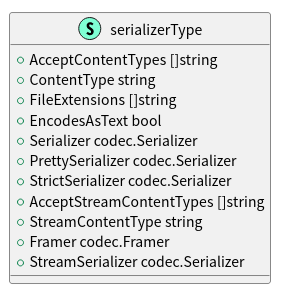 S serializerType
AcceptContentTypes []string
ContentType string
FileExtensions []string
EncodesAsText bool
Serializer codec.Serializer
PrettySerializer codec.Serializer
StrictSerializer codec.Serializer
AcceptStreamContentTypes []string
StreamContentType string
Framer codec.Framer
StreamSerializer codec.Serializer